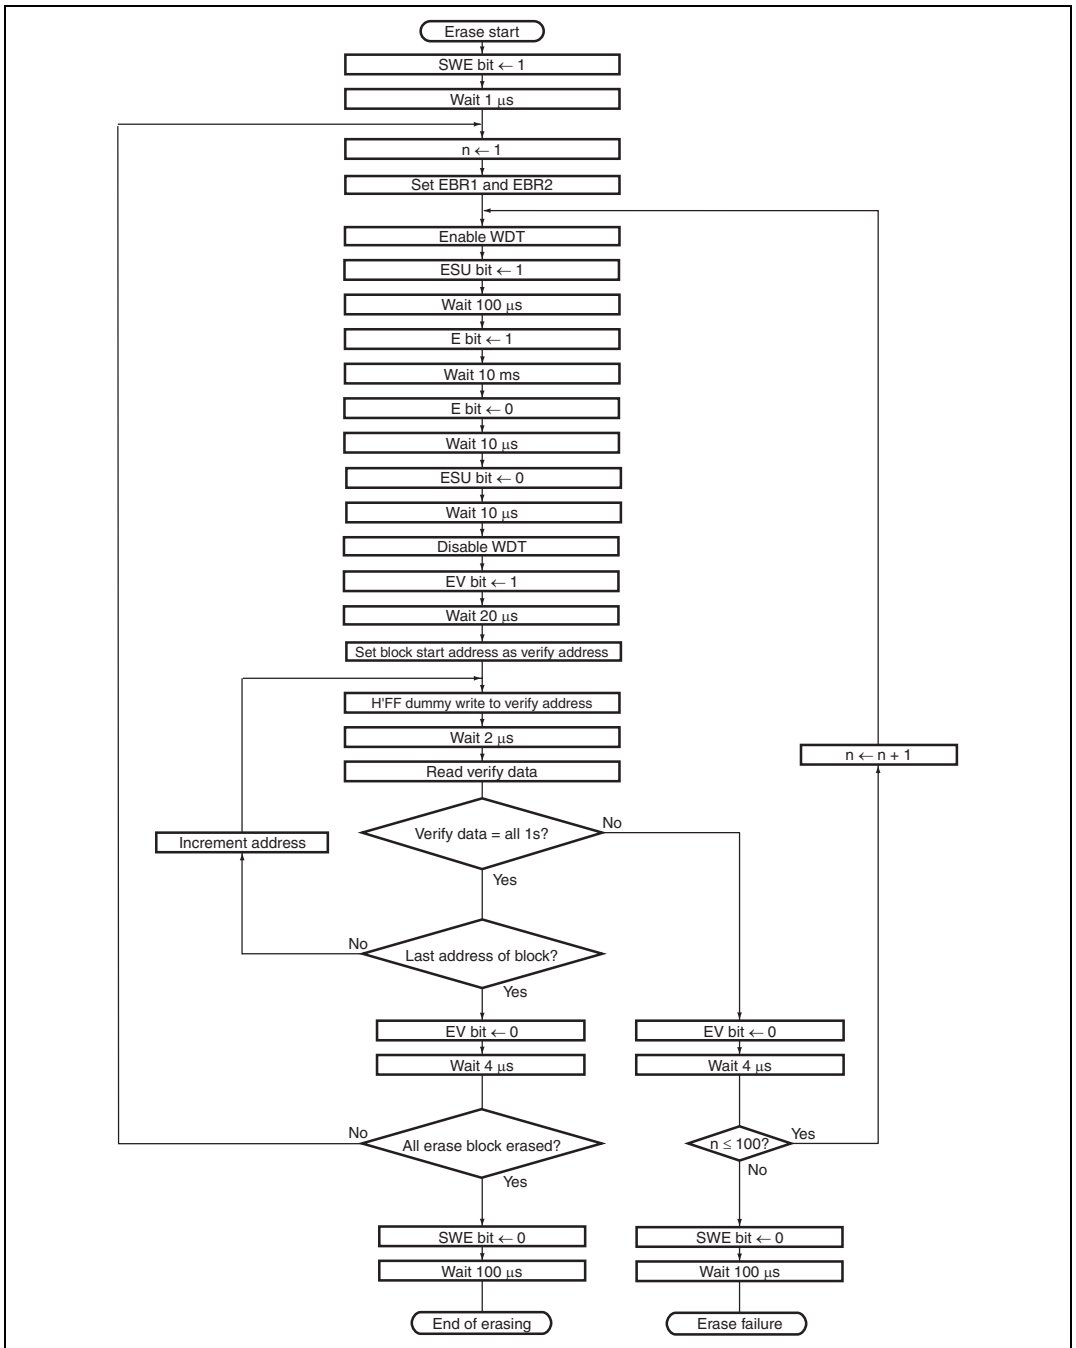 Erase start
SWE bit ← 1
Wait 1 μs
n ← 1
Set EBR1 and EBR2
Enable WDT
ESU bit ← 1
Wait 100 μs
E bit ← 1
Wait 10 ms
E bit ← 0
Wait 10 μs
ESU bit ← 0
Wait 10 μs
Disable WDT
EV bit ← 1
Wait 20 μs
Set block start address as verify address
H'FF dummy write to verify address
Wait 2 μs
n ← n + 1
Read verify data
Verify data = all 1s?
No
Increment address
Yes
No
Last address of block?
Yes
EV bit ← 0
EV bit ← 0
Wait 4 μs
Wait 4 μs
No
All erase block erased?
n ≤ 100?
Yes
No
Yes
SWE bit ← 0
SWE bit ← 0
Wait 100 μs
Wait 100 μs
End of erasing
Erase failure